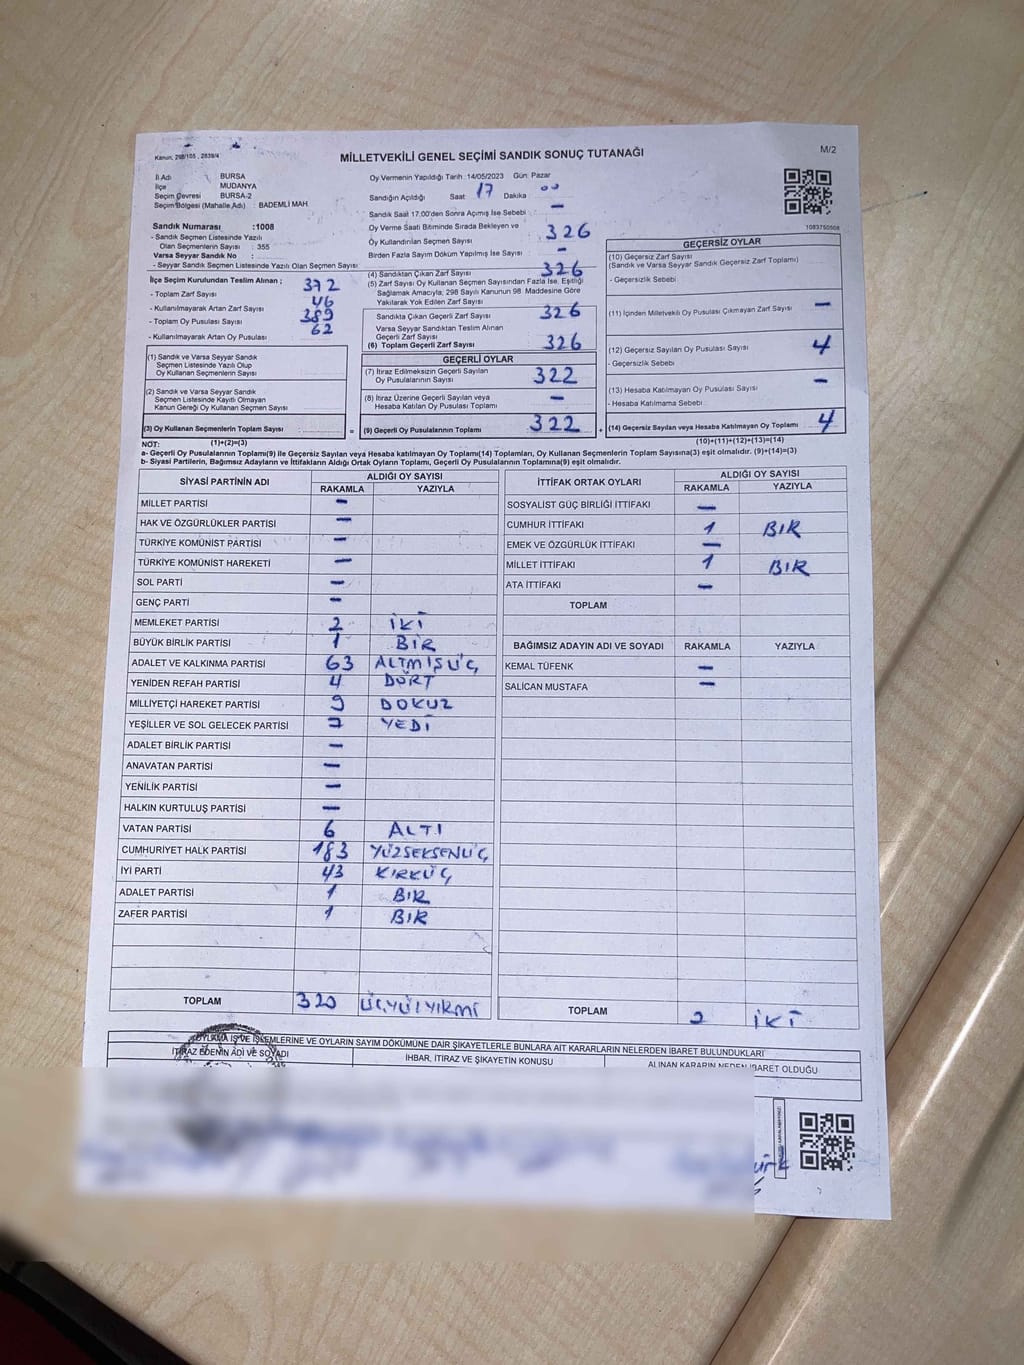 Kanun, 298/105 , 2839/4
MİLLETVEKİLİ GENEL SEÇİMİ SANDIK SONUÇ TUTANAĞI
M/2
İl Adı BURSA
İlçe MUDANYA
Seçim Çevresi BURSA-2
Seçim Bölgesi (Mahalle Adı) : BADEMLİ MAH.
Sandık Numarası :1008
- Sandık Seçmen Listesinde Yazılı
Olan Seçmenlerin Sayısı : 355
Varsa Seyyar Sandık No :
- Seyyar Sandık Seçmen Listesinde Yazılı Olan Seçmen Sayısı :
İlçe Seçim Kurulundan Teslim Alınan ;
- Toplam Zarf Sayısı 372
- Kullanılmayarak Artan Zarf Sayısı 46
- Toplam Oy Pusulası Sayısı 389
- Kullanılmayarak Artan Oy Pusulası 62
(1) Sandık ve Varsa Seyyar Sandık
Seçmen Listesinde Yazılı Olup
Oy Kullanan Seçmenlerin Sayısı
(2) Sandık ve Varsa Seyyar Sandık
Seçmen Listesinde Kayıtlı Olmayan
Kanun Gereği Oy Kullanan Seçmen Sayısı
(3) Oy Kullanan Seçmenlerin Toplam Sayısı :
Oy Vermenin Yapıldığı Tarih :14/05/2023 Gün: Pazar
Sandığın Açıldığı Saat 17 Dakika 00
Sandık Saat 17:00'den Sonra Açımış İse Sebebi : –
Oy Verme Saati Bitiminde Sırada Bekleyen ve
Öy Kullandırılan Seçmen Sayısı 326
Birden Fazla Sayım Döküm Yapılmış İse Sayısı : –
(4) Sandıktan Çıkan Zarf Sayısı 326
(5) Zarf Sayısı Oy Kullanan Seçmen Sayısından Fazla İse, Eşitliği
Sağlamak Amacıyla, 298 Sayılı Kanunun 98. Maddesine Göre
Yakılarak Yok Edilen Zarf Sayısı
Sandıkta Çıkan Geçerli Zarf Sayısı 326
Varsa Seyyar Sandıktan Teslim Alınan
Geçerli Zarf Sayısı
(6) Toplam Geçerli Zarf Sayısı 326
GEÇERLİ OYLAR
(7) İtiraz Edilmeksizin Geçerli Sayılan
Oy Pusulalarının Sayısı 322
(8) İtiraz Üzerine Geçerli Sayılan veya
Hesaba Katılan Oy Pusulası Toplamı –
= (9) Geçerli Oy Pusulalarının Toplamı 322 +
1083750508
GEÇERSİZ OYLAR
(10) Geçersiz Zarf Sayısı
(Sandık ve Varsa Seyyar Sandık Geçersiz Zarf Toplamı)
- Geçersizlik Sebebi :
(11) İçinden Milletvekili Oy Pusulası Çıkmayan Zarf Sayısı –
(12) Geçersiz Sayılan Oy Pusulası Sayısı 4
- Geçersizlik Sebebi :
(13) Hesaba Katılmayan Oy Pusulası Sayısı –
- Hesaba Katılmama Sebebi :
(14) Geçersiz Sayılan veya Hesaba Katılmayan Oy Toplamı 4
NOT: (1)+(2)=(3) (10)+(11)+(12)+(13)=(14)
a- Geçerli Oy Pusulalarının Toplamı(9) ile Geçersiz Sayılan veya Hesaba katılmayan Oy Toplamı(14) Toplamları, Oy Kullanan Seçmenlerin Toplam Sayısına(3) eşit olmalıdır. (9)+(14)=(3)
b- Siyasi Partilerin, Bağımsız Adayların ve İttifakların Aldığı Ortak Oyların Toplamı, Geçerli Oy Pusulalarının Toplamına(9) eşit olmalıdır.
SİYASİ PARTİNİN ADI ALDIĞI OY SAYISI
RAKAMLA YAZIYLA
MİLLET PARTİSİ –
HAK VE ÖZGÜRLÜKLER PARTİSİ –
TÜRKİYE KOMÜNİST PARTİSİ –
TÜRKİYE KOMÜNİST HAREKETİ –
SOL PARTİ –
GENÇ PARTİ –
MEMLEKET PARTİSİ 2 İKİ
BÜYÜK BİRLİK PARTİSİ 1 BİR
ADALET VE KALKINMA PARTİSİ 63 ALTMIŞÜÇ
YENİDEN REFAH PARTİSİ 4 DÖRT
MİLLİYETÇİ HAREKET PARTİSİ 9 DOKUZ
YEŞİLLER VE SOL GELECEK PARTİSİ 7 YEDİ
ADALET BİRLİK PARTİSİ –
ANAVATAN PARTİSİ –
YENİLİK PARTİSİ –
HALKIN KURTULUŞ PARTİSİ –
VATAN PARTİSİ 6 ALTI
CUMHURİYET HALK PARTİSİ 183 YÜZSEKSENÜÇ
İYİ PARTİ 43 KIRKÜÇ
ADALET PARTİSİ 1 BIR
ZAFER PARTİSİ 1 BIR
TOPLAM 320 ÜÇYÜZYİRMİ
İTTİFAK ORTAK OYLARI ALDIĞI OY SAYISI
RAKAMLA YAZIYLA
SOSYALİST GÜÇ BİRLİĞİ İTTİFAKI –
CUMHUR İTTİFAKI 1 BIR
EMEK VE ÖZGÜRLÜK İTTİFAKI –
MİLLET İTTİFAKI 1 BIR
ATA İTTİFAKI –
TOPLAM
BAĞIMSIZ ADAYIN ADI VE SOYADI RAKAMLA YAZIYLA
KEMAL TÜFENK –
SALİCAN MUSTAFA –
TOPLAM 2 İKİ
OYLAMA İŞ VE İŞLEMLERİNE VE OYLARIN SAYIM DÖKÜMÜNE DAİR ŞİKAYETLERLE BUNLARA AİT KARARLARIN NELERDEN İBARET BULUNDUKLARI
İTİRAZ EDENİN ADI VE SOYADI İHBAR, İTİRAZ VE ŞİKAYETİN KONUSU ALINAN KARARIN NEDEN İBARET OLDUĞU